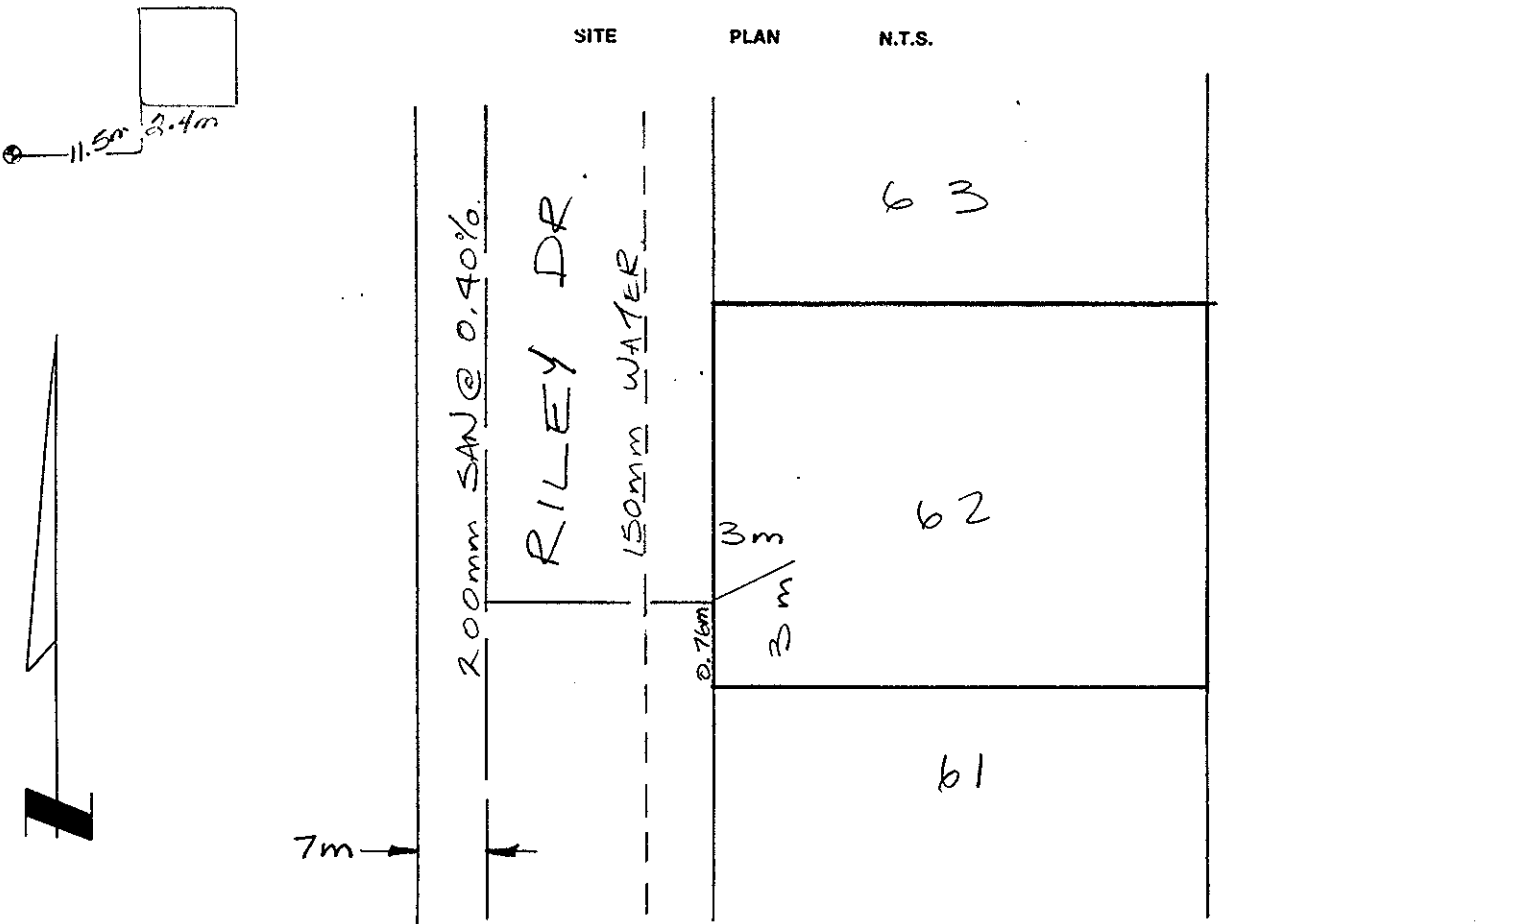 SITE PLAN N.T.S.
11.5m 2.4m
63
200mm SAN @ 0.40%.
RILEY DR.
150mm WATER
62
3m
3m
0.76m
61
7m
N